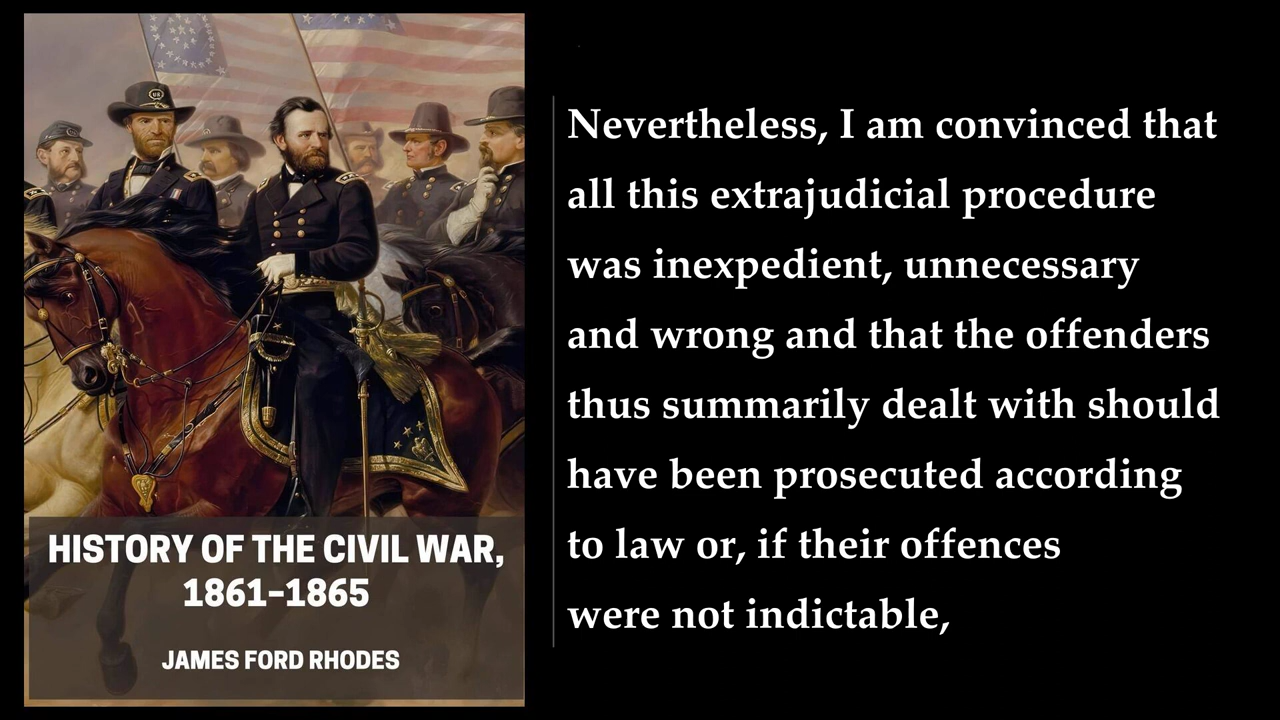 HISTORY OF THE CIVIL WAR,
1861–1865
JAMES FORD RHODES
Nevertheless, I am convinced that
all this extrajudicial procedure
was inexpedient, unnecessary
and wrong and that the offenders
thus summarily dealt with should
have been prosecuted according
to law or, if their offences
were not indictable,